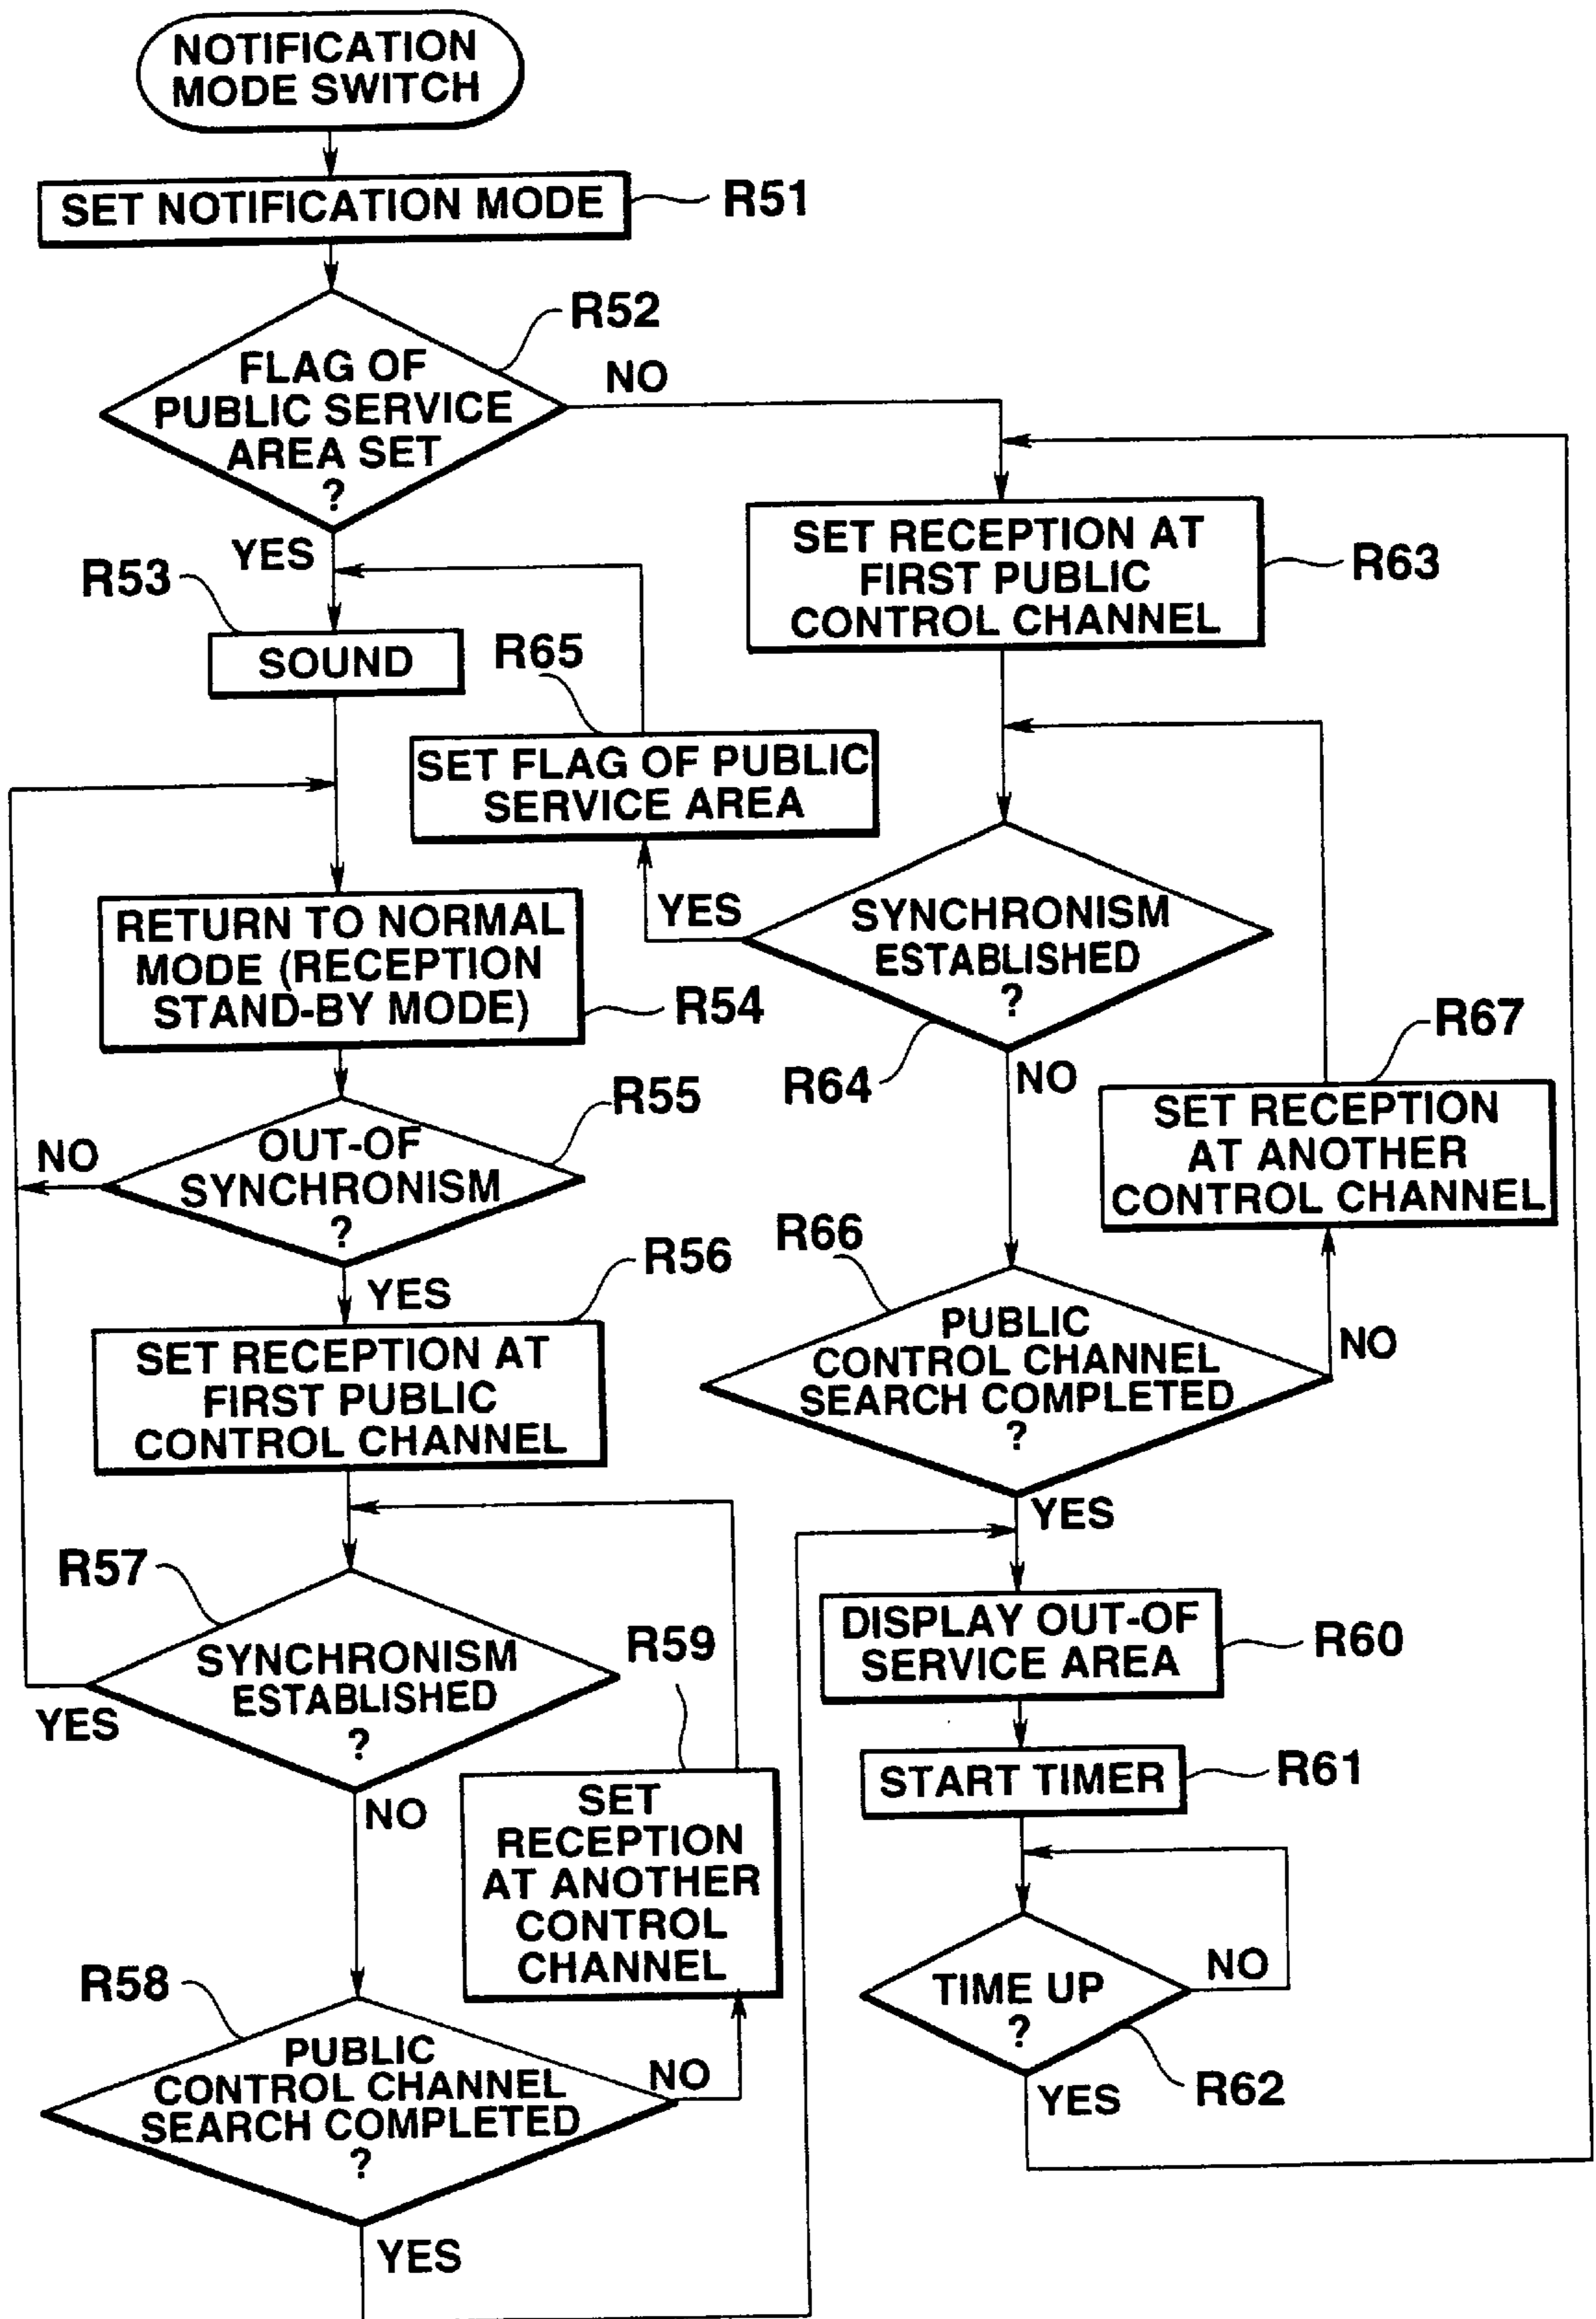 NOTIFICATION
MODE SWITCH
SET NOTIFICATION MODE
R51
R52
FLAG OF
PUBLIC SERVICE
AREA SET
?
NO
YES
R53
SOUND
R65
SET FLAG OF PUBLIC
SERVICE AREA
SET RECEPTION AT
FIRST PUBLIC
CONTROL CHANNEL
R63
YES
SYNCHRONISM
ESTABLISHED
?
R64
NO
RETURN TO NORMAL
MODE (RECEPTION
STAND-BY MODE)
R54
R55
OUT-OF
SYNCHRONISM
?
NO
YES
R56
SET RECEPTION AT
FIRST PUBLIC
CONTROL CHANNEL
R67
SET RECEPTION
AT ANOTHER
CONTROL CHANNEL
R66
PUBLIC
CONTROL CHANNEL
SEARCH COMPLETED
?
NO
YES
R57
SYNCHRONISM
ESTABLISHED
?
YES
NO
R59
SET
RECEPTION
AT ANOTHER
CONTROL
CHANNEL
R58
PUBLIC
CONTROL CHANNEL
SEARCH COMPLETED
?
NO
YES
DISPLAY OUT-OF
SERVICE AREA
R60
START TIMER
R61
TIME UP
?
NO
R62
YES